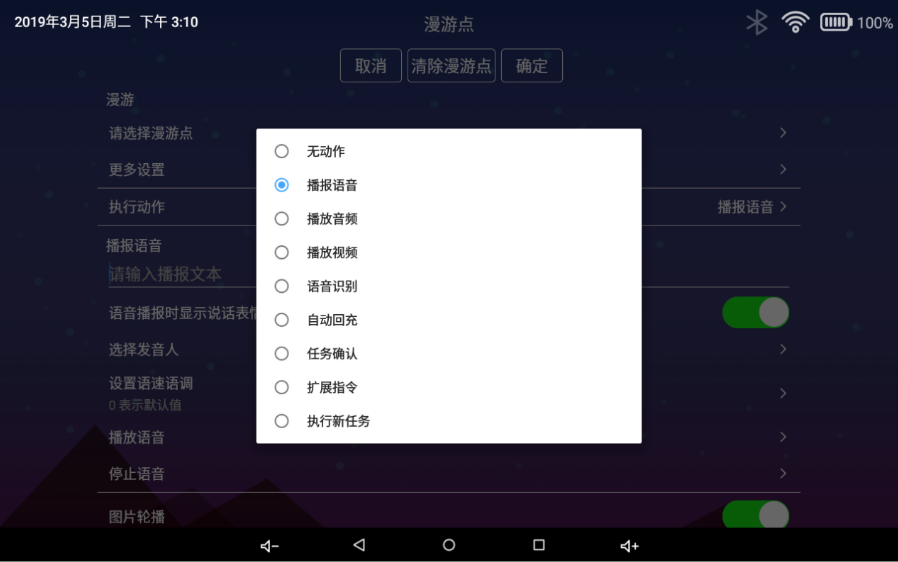 2019年3月5日周二 下午 3:10
漫游点
100%
取消 清除漫游点 确定
漫游
请选择漫游点
更多设置
执行动作
播报语音
播报语音
请输入播报文本
语音播报时显示说话表情
选择发音人
设置语速语调
0 表示默认值
播放语音
停止语音
图片轮播
无动作
播报语音
播放音频
播放视频
语音识别
自动回充
任务确认
扩展指令
执行新任务